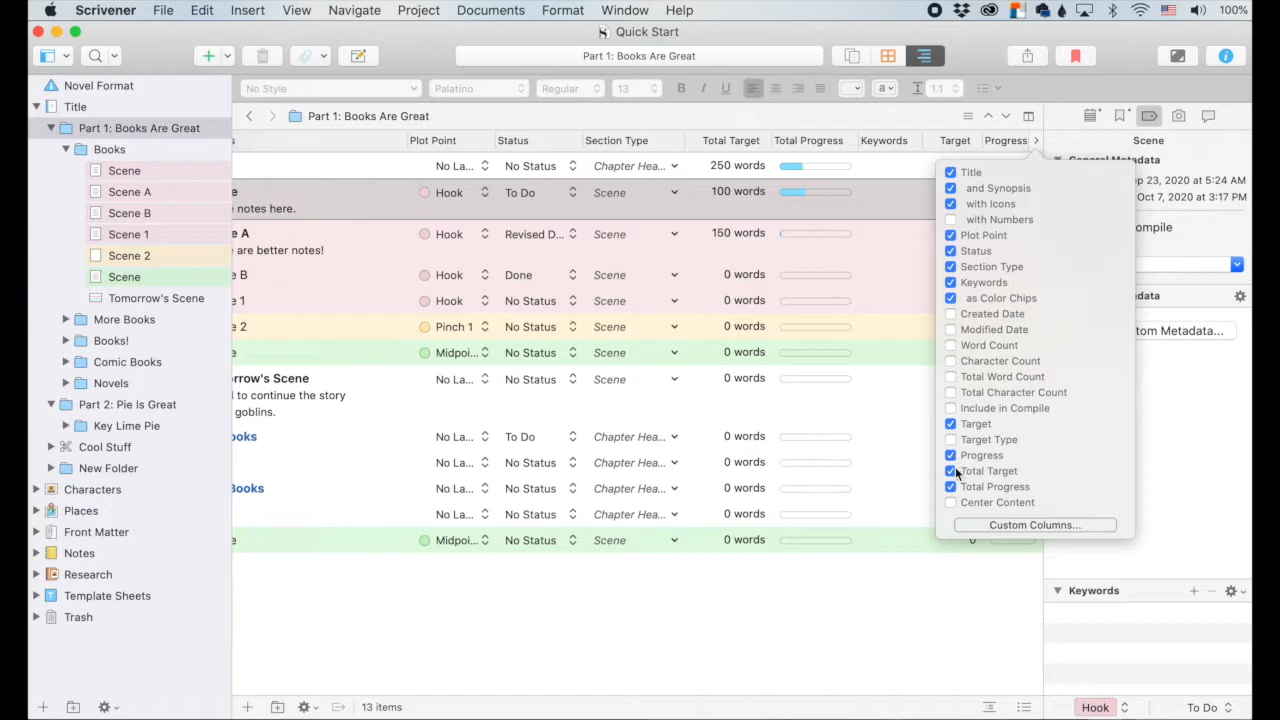 Scrivener File Edit Insert View Navigate Project Documents Format Window Help 100%
Quick Start
Part 1: Books Are Great
No Style Palatino Regular 13 B I U a 1.1
Part 1: Books Are Great
s Plot Point Status Section Type Total Target Total Progress Keywords Target Progress
No La... No Status Chapter Hea... 250 words
e Hook To Do Scene 100 words
e notes here.
e A Hook Revised D... Scene 150 words
e are better notes!
e B Hook Done Scene 0 words
e 1 Hook No Status Scene 0 words
e 2 Pinch 1 No Status Scene 0 words
e Midpoi... No Status Scene 0 words
orrow's Scene No La... No Status Scene 0 words
d to continue the story
goblins.
ooks No La... To Do Chapter Hea... 0 words
No La... No Status Chapter Hea... 0 words
Books No La... No Status Chapter Hea... 0 words
No La... No Status Chapter Hea... 0 words
e Midpoi... No Status Scene 0 words 0
Novel Format
Title
Part 1: Books Are Great
Books
Scene
Scene A
Scene B
Scene 1
Scene 2
Scene
Tomorrow's Scene
More Books
Books!
Comic Books
Novels
Part 2: Pie Is Great
Key Lime Pie
Cool Stuff
New Folder
Characters
Places
Front Matter
Notes
Research
Template Sheets
Trash
Title
and Synopsis
with Icons
with Numbers
Plot Point
Status
Section Type
Keywords
as Color Chips
Created Date
Modified Date
Word Count
Character Count
Total Word Count
Total Character Count
Include in Compile
Target
Target Type
Progress
Total Target
Total Progress
Center Content
Custom Columns...
Scene
General Metadata
ep 23, 2020 at 5:24 AM
Oct 7, 2020 at 3:17 PM
ompile
adata
tom Metadata...
Keywords
13 items
Hook To Do